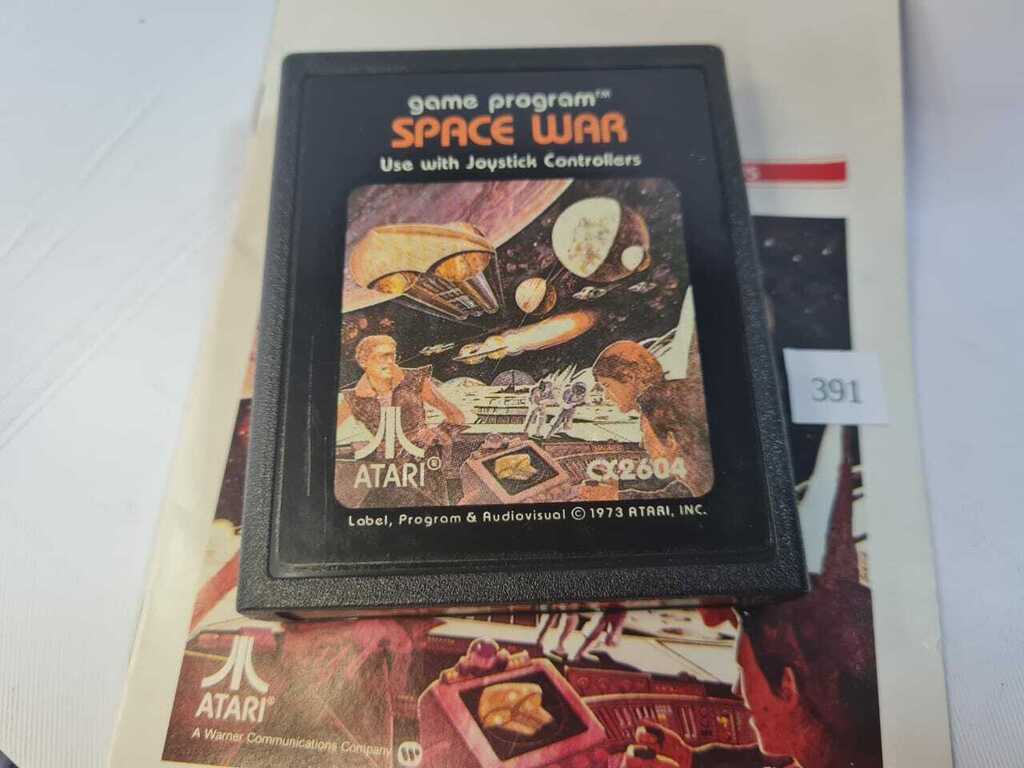 game program™
SPACE WAR
Use with Joystick Controllers
391
ATARI®
CX2604
Label, Program & Audiovisual © 1973 ATARI, INC.
ATARI®
A Warner Communications Company